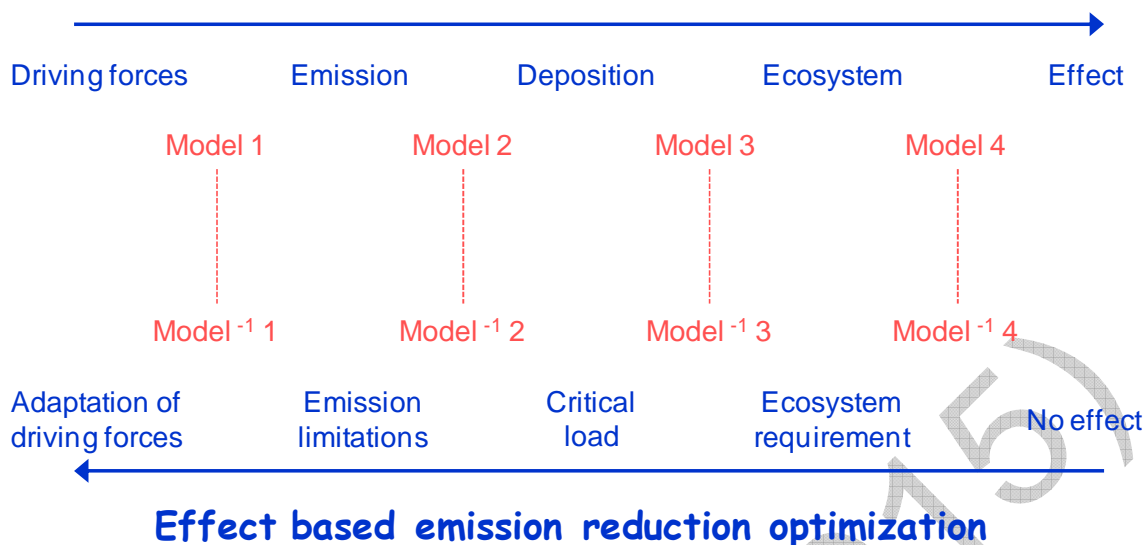 Driving forces Emission Deposition Ecosystem Effect
Model 1 Model 2 Model 3 Model 4
Model ⁻¹ 1 Model ⁻¹ 2 Model ⁻¹ 3 Model ⁻¹ 4
Adaptation of driving forces
Emission limitations
Critical load
Ecosystem requirement
No effect
Effect based emission reduction optimization
15)